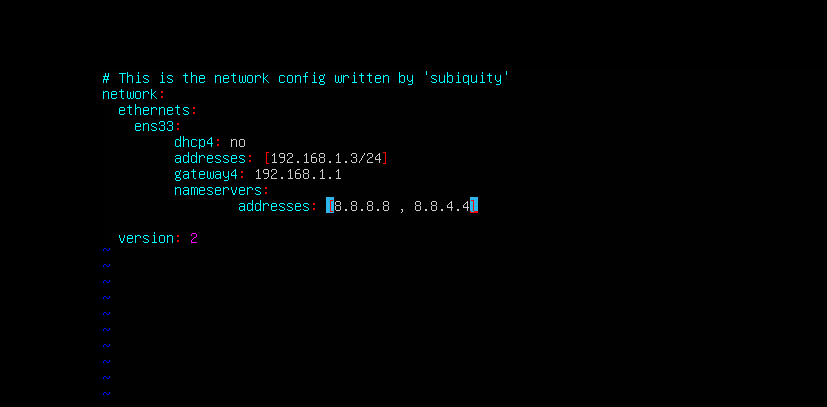 # This is the network config written by 'subiquity'
network:
  ethernets:
    ens33:
         dhcp4: no
         addresses: [192.168.1.3/24]
         gateway4: 192.168.1.1
         nameservers:
                 addresses: [8.8.8.8 , 8.8.4.4]

  version: 2
~
~
~
~
~
~
~
~
~
~